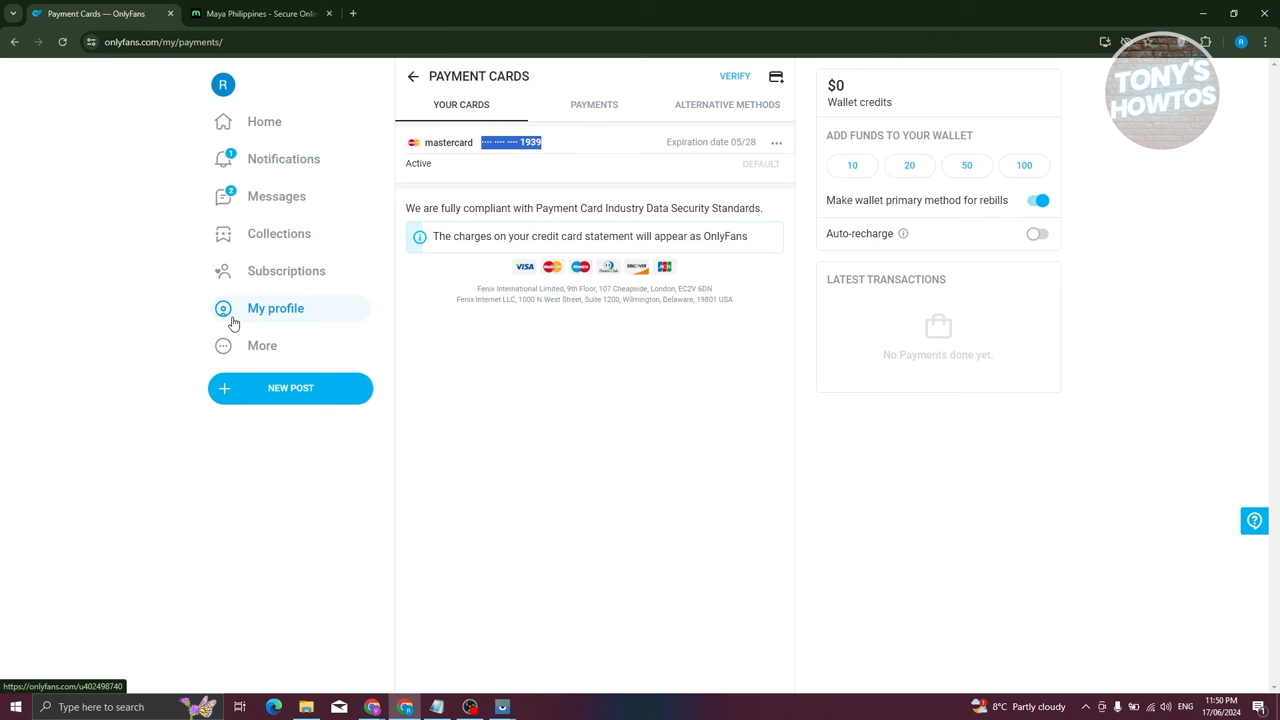 Payment Cards — OnlyFans
Maya Philippines - Secure Onli
onlyfans.com/my/payments/
R
TONY'S
HOWTOS
R
Home
1
Notifications
2
Messages
Collections
Subscriptions
My profile
More
NEW POST
PAYMENT CARDS
VERIFY
YOUR CARDS
PAYMENTS
ALTERNATIVE METHODS
mastercard
···· ···· ···· 1939
Expiration date 05/28
Active
DEFAULT
We are fully compliant with Payment Card Industry Data Security Standards.
The charges on your credit card statement will appear as OnlyFans
VISA
DISCOVER
JCB
Fenix International Limited, 9th Floor, 107 Cheapside, London, EC2V 6DN
Fenix Internet LLC, 1000 N.West Street, Suite 1200, Wilmington, Delaware, 19801 USA
$0
Wallet credits
ADD FUNDS TO YOUR WALLET
10
20
50
100
Make wallet primary method for rebills
Auto-recharge
LATEST TRANSACTIONS
No Payments done yet.
https://onlyfans.com/u402498740
Type here to search
8°C Partly cloudy
ENG
11:50 PM
17/06/2024